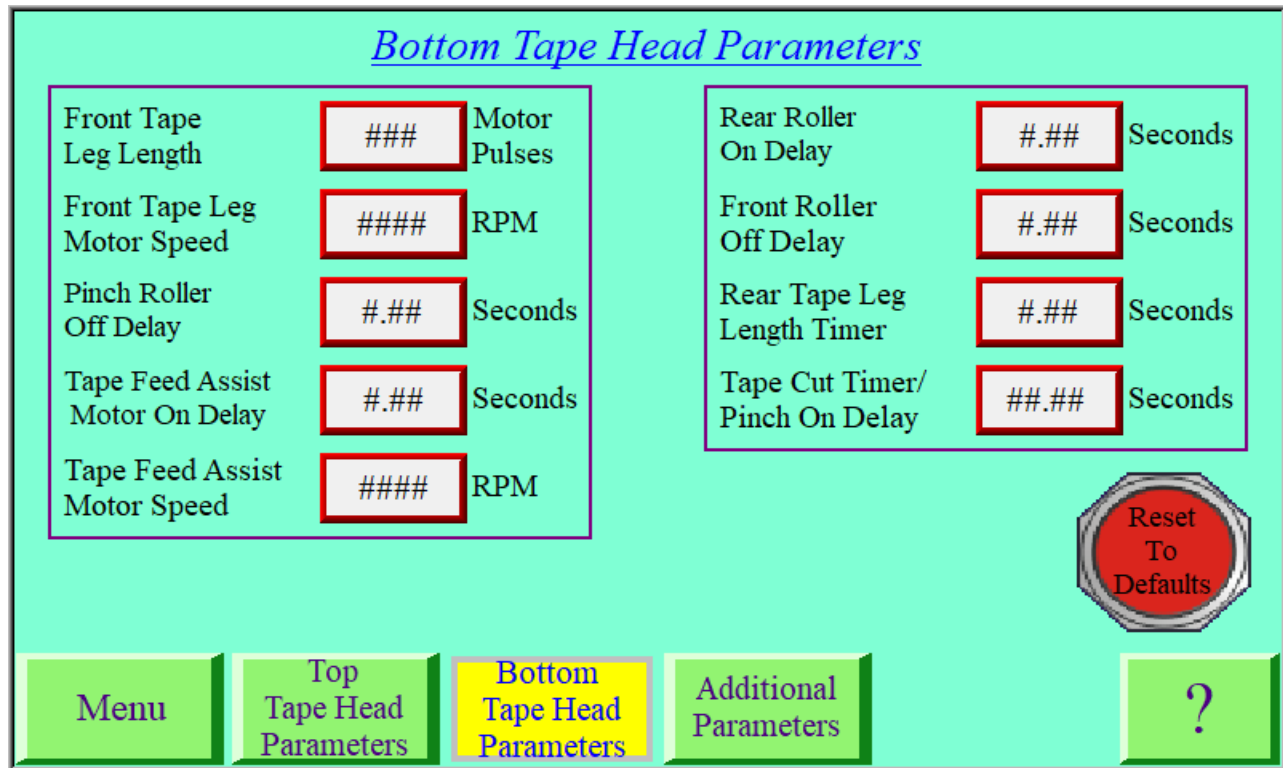 Bottom Tape Head Parameters
Front Tape
Leg Length
###
Motor
Pulses
Front Tape Leg
Motor Speed
####
RPM
Pinch Roller
Off Delay
#.##
Seconds
Tape Feed Assist
Motor On Delay
#.##
Seconds
Tape Feed Assist
Motor Speed
####
RPM
Rear Roller
On Delay
#.##
Seconds
Front Roller
Off Delay
#.##
Seconds
Rear Tape Leg
Length Timer
#.##
Seconds
Tape Cut Timer/
Pinch On Delay
##.##
Seconds
Reset
To
Defaults
Menu
Top
Tape Head
Parameters
Bottom
Tape Head
Parameters
Additional
Parameters
?